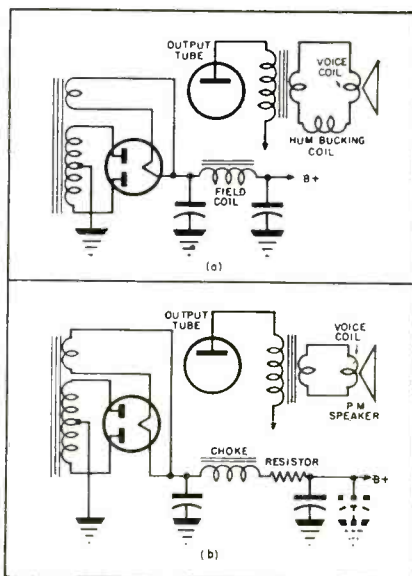 OUTPUT
TUBE
VOICE
COIL
HUM BUCKING
COIL
FIELD
COIL
B+
(a)
OUTPUT
TUBE
VOICE
COIL
PM
SPEAKER
CHOKE
RESISTOR
B+
(b)